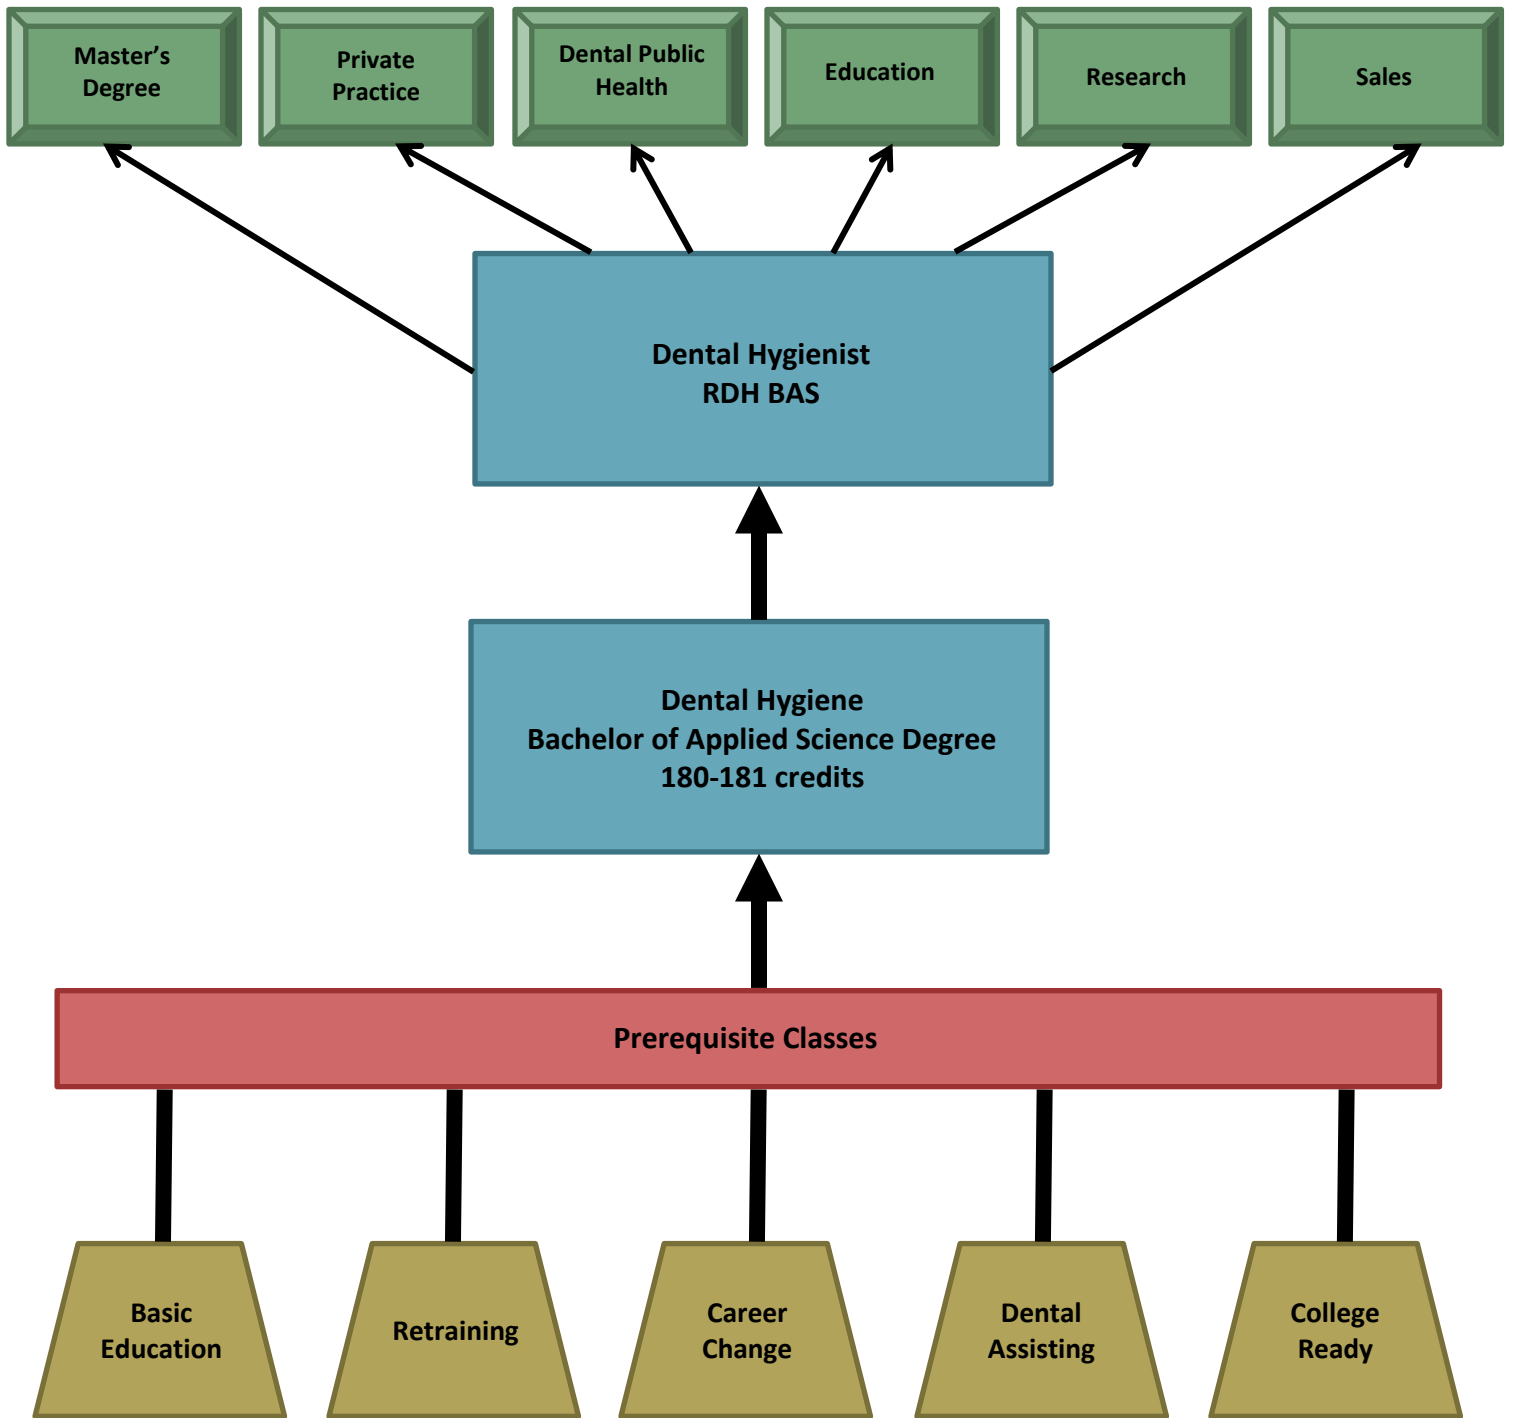 Master’s
Degree
Private
Practice
Dental Public
Health
Education
Research
Sales
Dental Hygienist
RDH BAS
Dental Hygiene
Bachelor of Applied Science Degree
180-181 credits
Prerequisite Classes
Basic
Education
Retraining
Career
Change
Dental
Assisting
College
Ready